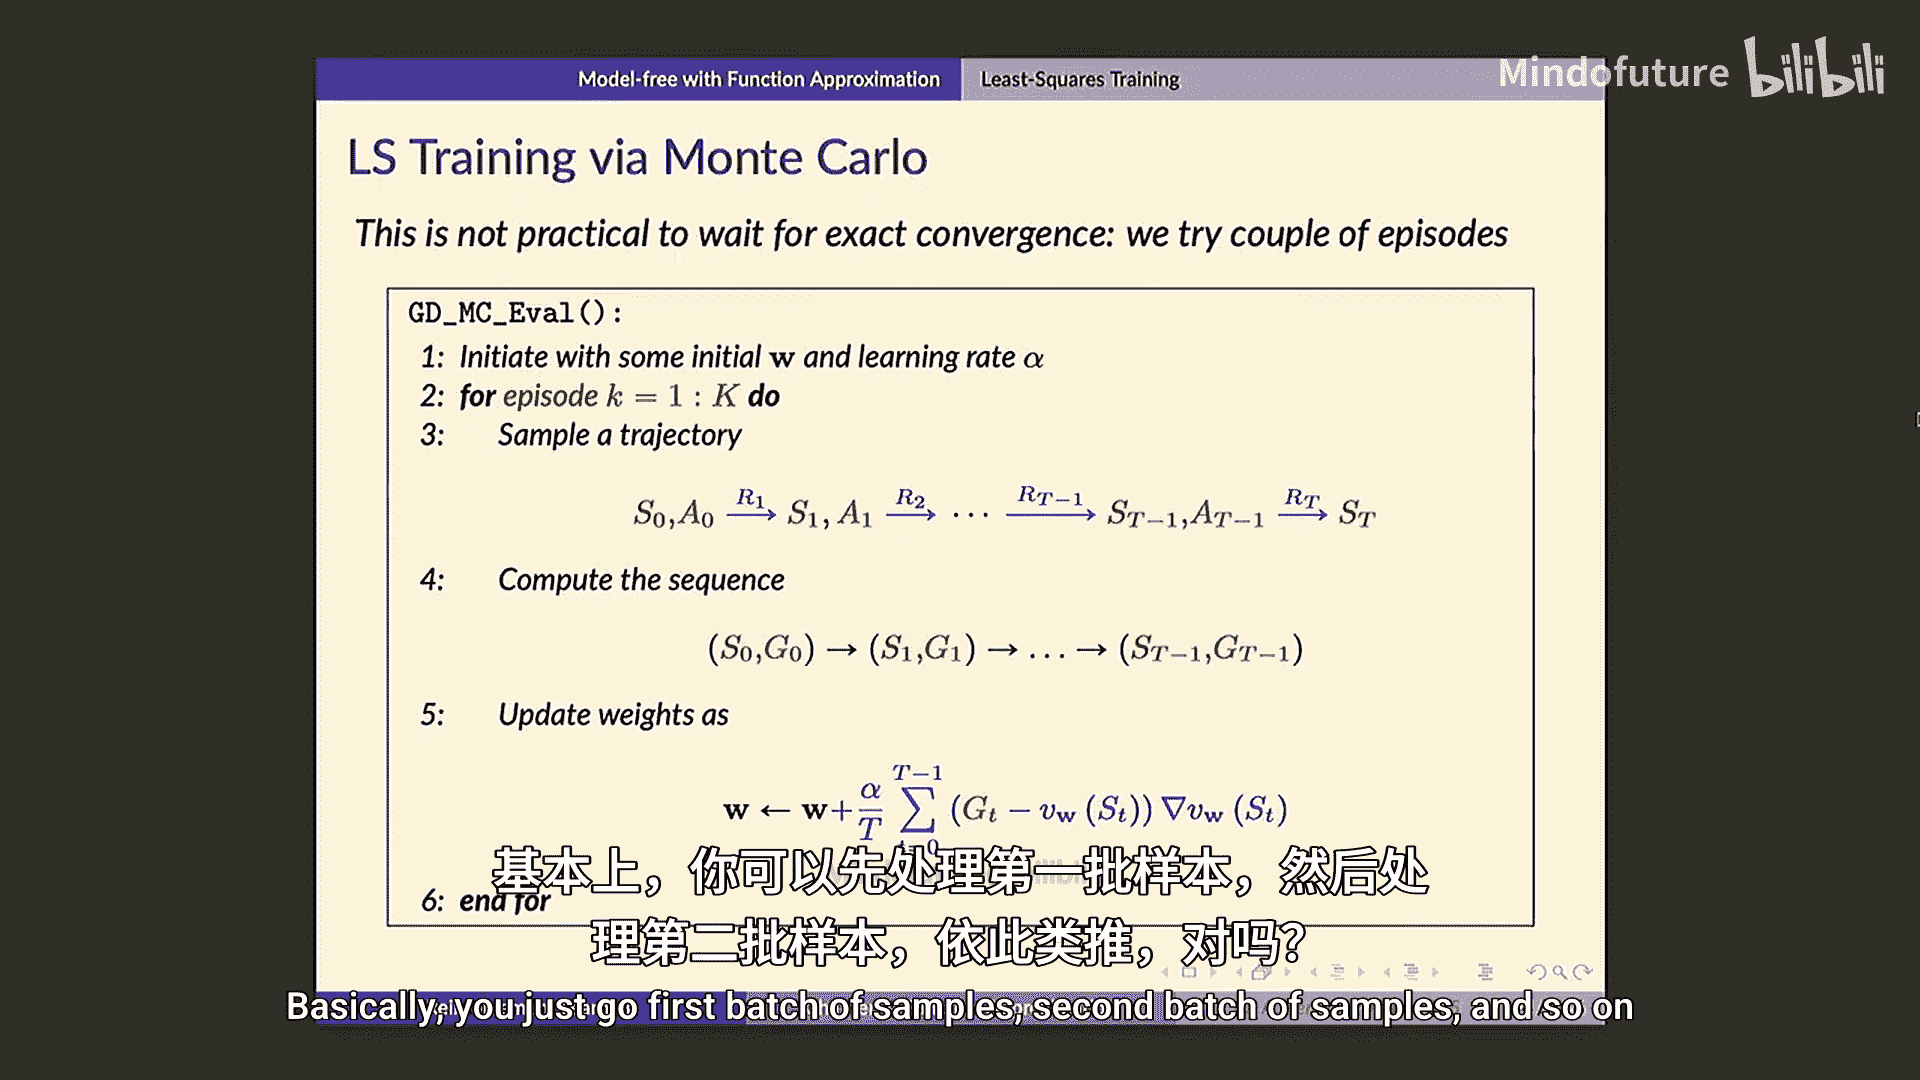 Model-free with Function Approximation
Least-Squares Training
Mindofuture bilibili
LS Training via Monte Carlo
This is not practical to wait for exact convergence: we try couple of episodes
GD_MC_Eval():
1: Initiate with some initial w and learning rate α
2: for episode k = 1 : K do
3: Sample a trajectory
S₀,A₀ —R₁→ S₁,A₁ —R₂→ ⋯ —R_{T−1}→ S_{T−1},A_{T−1} —R_T→ S_T
4: Compute the sequence
(S₀,G₀) → (S₁,G₁) → … → (S_{T−1},G_{T−1})
5: Update weights as
w ← w + α/T ∑_{t=0}^{T−1} (G_t − v_w (S_t)) ∇v_w (S_t)
6: end for
基本上，你可以先处理第一批样本，然后处
理第二批样本，依此类推，对吗？
Basically, you just go first batch of samples, second batch of samples, and so on